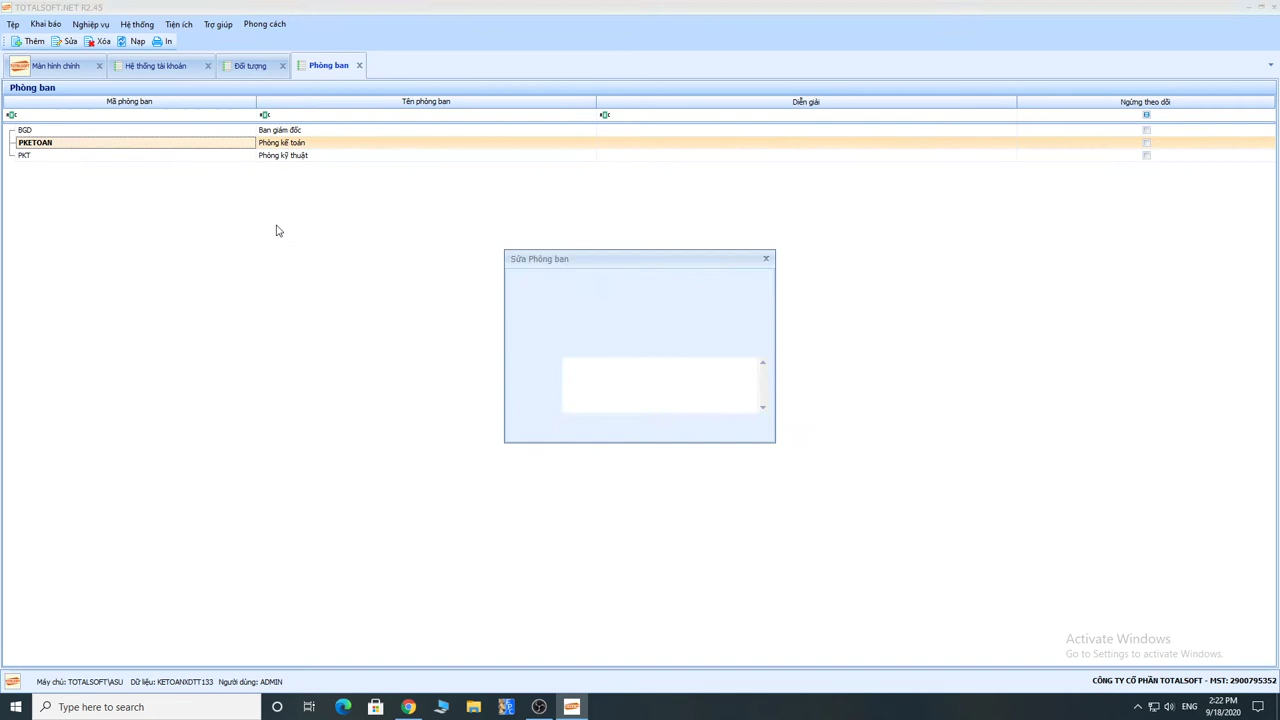 TOTALSOFT.NET R2.45
Tệp Khai báo Nghiệp vụ Hệ thống Tiện ích Trợ giúp Phong cách
Thêm Sửa Xóa Nạp In
Màn hình chính Hệ thống tài khoản Đối tượng Phòng ban
Phòng ban
Mã phòng ban Tên phòng ban Diễn giải Ngừng theo dõi
BGD Ban giám đốc
PKETOAN Phòng kế toán
PKT Phòng kỹ thuật
Sửa Phòng ban
Activate Windows
Go to Settings to activate Windows.
Máy chủ: TOTALSOFT\ASU Dữ liệu: KETOANXDTT133 Người dùng: ADMIN
CÔNG TY CỔ PHẦN TOTALSOFT - MST: 2900795352
Type here to search
ENG
2:22 PM
9/18/2020